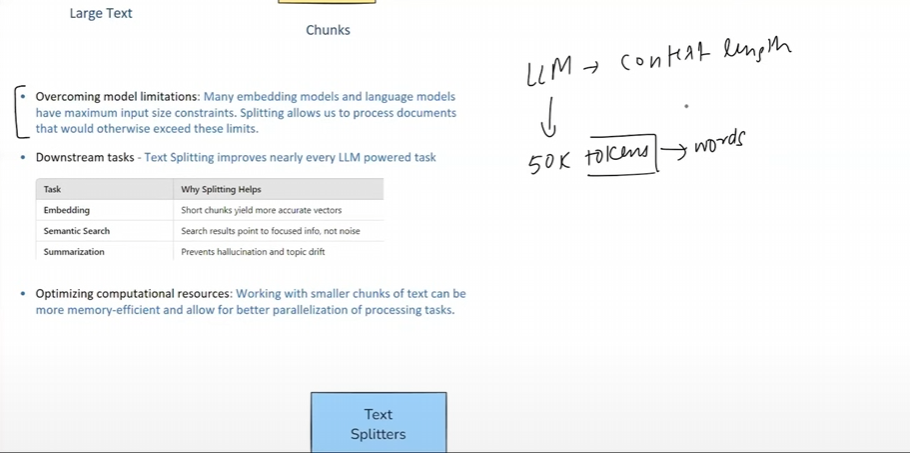 Large Text
Chunks
• Overcoming model limitations: Many embedding models and language models
have maximum input size constraints. Splitting allows us to process documents
that would otherwise exceed these limits.
• Downstream tasks - Text Splitting improves nearly every LLM powered task
Task Why Splitting Helps
Embedding Short chunks yield more accurate vectors
Semantic Search Search results point to focused info, not noise
Summarization Prevents hallucination and topic drift
• Optimizing computational resources: Working with smaller chunks of text can be
more memory-efficient and allow for better parallelization of processing tasks.
Text
Splitters
LLM → context length
↓
50K tokens → words